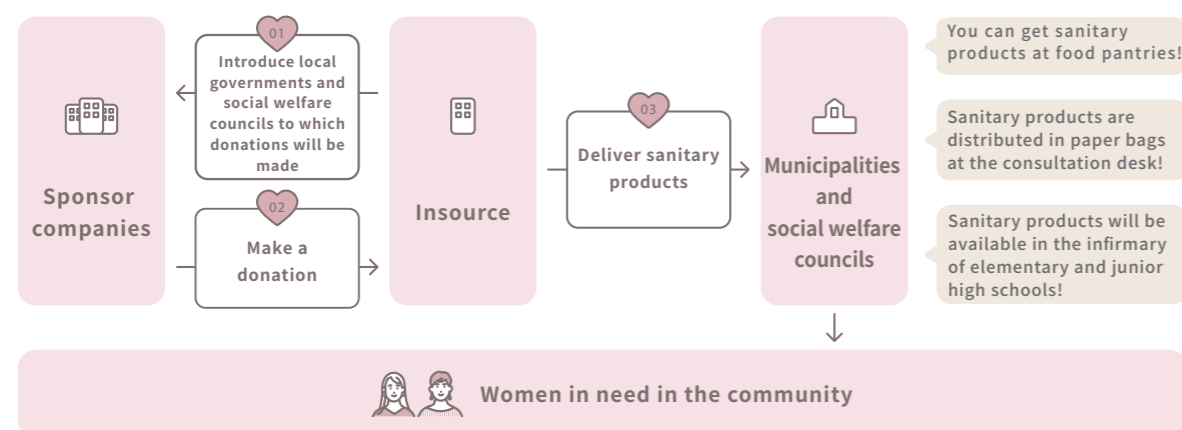 Sponsor
companies
01
Introduce local
governments and
social welfare
councils to which
donations will be
made
02
Make a
donation
Insource
03
Deliver sanitary
products
Municipalities
and
social welfare
councils
You can get sanitary
products at food pantries!
Sanitary products are
distributed in paper bags
at the consultation desk!
Sanitary products will be
available in the infirmary
of elementary and junior
high schools!
Women in need in the community